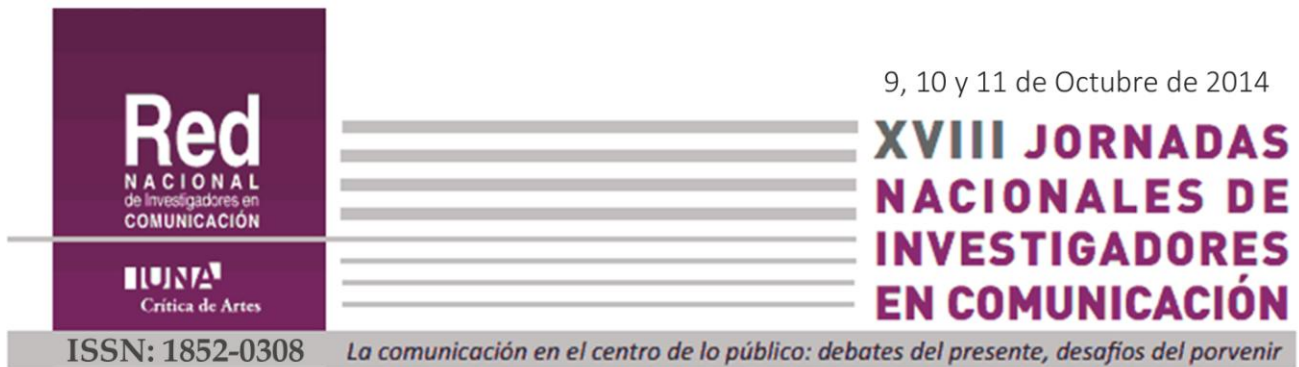 Red
NACIONAL
de Investigadores en
COMUNICACIÓN
IUNA
Crítica de Artes
9, 10 y 11 de Octubre de 2014
XVIII JORNADAS
NACIONALES DE
INVESTIGADORES
EN COMUNICACIÓN
ISSN: 1852-0308
La comunicación en el centro de lo público: debates del presente, desafíos del porvenir